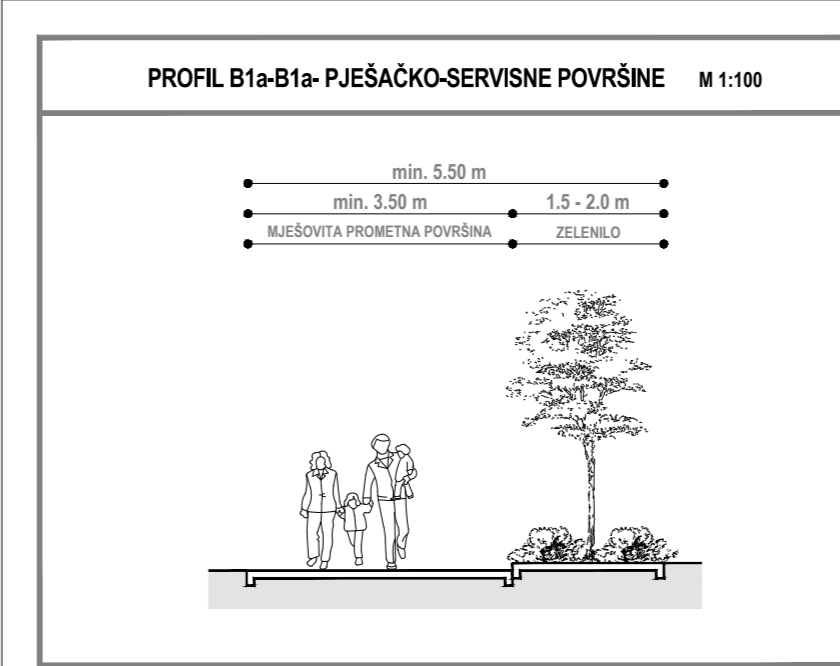 PROFIL B1a-B1a- PJEŠAČKO-SERVISNE POVRŠINE M 1:100
min. 5.50 m
min. 3.50 m 1.5 - 2.0 m
MJEŠOVITA PROMETNA POVRŠINA ZELENILO